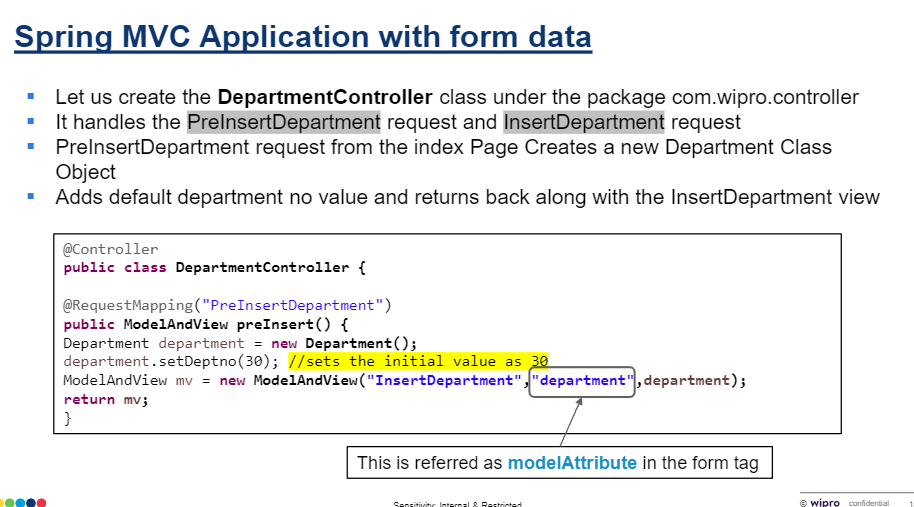 Spring MVC Application with form data
Let us create the DepartmentController class under the package com.wipro.controller
It handles the PreInsertDepartment request and InsertDepartment request
PreInsertDepartment request from the index Page Creates a new Department Class
Object
Adds default department no value and returns back along with the InsertDepartment view
@Controller
public class DepartmentController {
@RequestMapping("PreInsertDepartment")
public ModelAndView preInsert() {
Department department = new Department();
department.setDeptno(30); //sets the initial value as 30
ModelAndView mv = new ModelAndView("InsertDepartment","department",department);
return mv;
}
This is referred as modelAttribute in the form tag
Sensitivity: Internal & Restricted
© wipro confidential 1